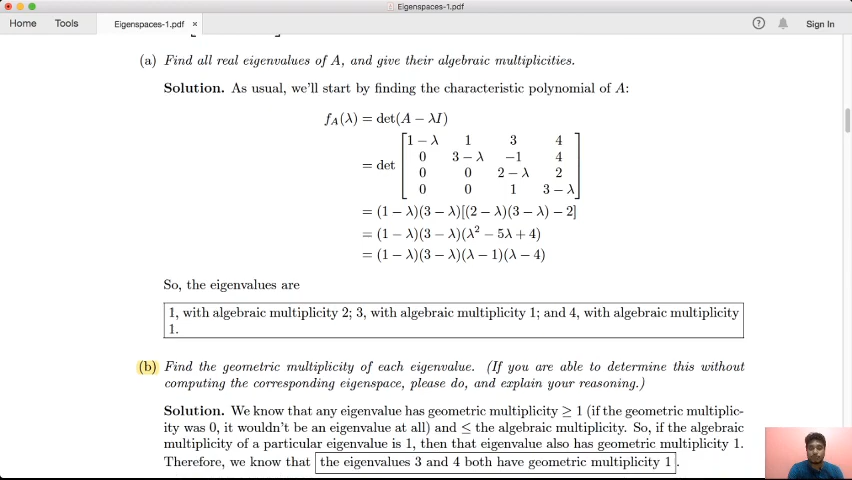 Eigenspaces-1.pdf
Home Tools Eigenspaces-1.pdf × ? Sign In
(a) Find all real eigenvalues of A, and give their algebraic multiplicities.
Solution. As usual, we'll start by finding the characteristic polynomial of A:
f_A(λ) = det(A − λI)
= det [1 − λ 1 3 4
0 3 − λ −1 4
0 0 2 − λ 2
0 0 1 3 − λ]
= (1 − λ)(3 − λ)[(2 − λ)(3 − λ) − 2]
= (1 − λ)(3 − λ)(λ² − 5λ + 4)
= (1 − λ)(3 − λ)(λ − 1)(λ − 4)
So, the eigenvalues are
1, with algebraic multiplicity 2; 3, with algebraic multiplicity 1; and 4, with algebraic multiplicity
1.
(b) Find the geometric multiplicity of each eigenvalue. (If you are able to determine this without
computing the corresponding eigenspace, please do, and explain your reasoning.)
Solution. We know that any eigenvalue has geometric multiplicity ≥ 1 (if the geometric multiplic-
ity was 0, it wouldn't be an eigenvalue at all) and ≤ the algebraic multiplicity. So, if the algebraic
multiplicity of a particular eigenvalue is 1, then that eigenvalue also has geometric multiplicity 1.
Therefore, we know that the eigenvalues 3 and 4 both have geometric multiplicity 1 .